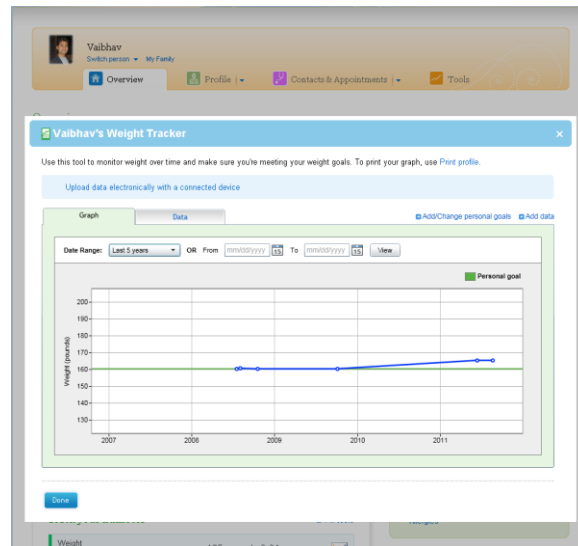 Vaibhav
Switch person My Family
Overview Profile Contacts & Appointments Tools
Vaibhav's Weight Tracker
Use this tool to monitor weight over time and make sure you're meeting your weight goals. To print your graph, use Print profile.
Upload data electronically with a connected device
Graph Data Add/Change personal goals Add data
Date Range: Last 5 years OR From mm/dd/yyyy 15 To mm/dd/yyyy 15 View
Personal goal
Weight (pounds)
200
190
180
170
160
150
140
130
2007 2008 2009 2010 2011
Done
Weight